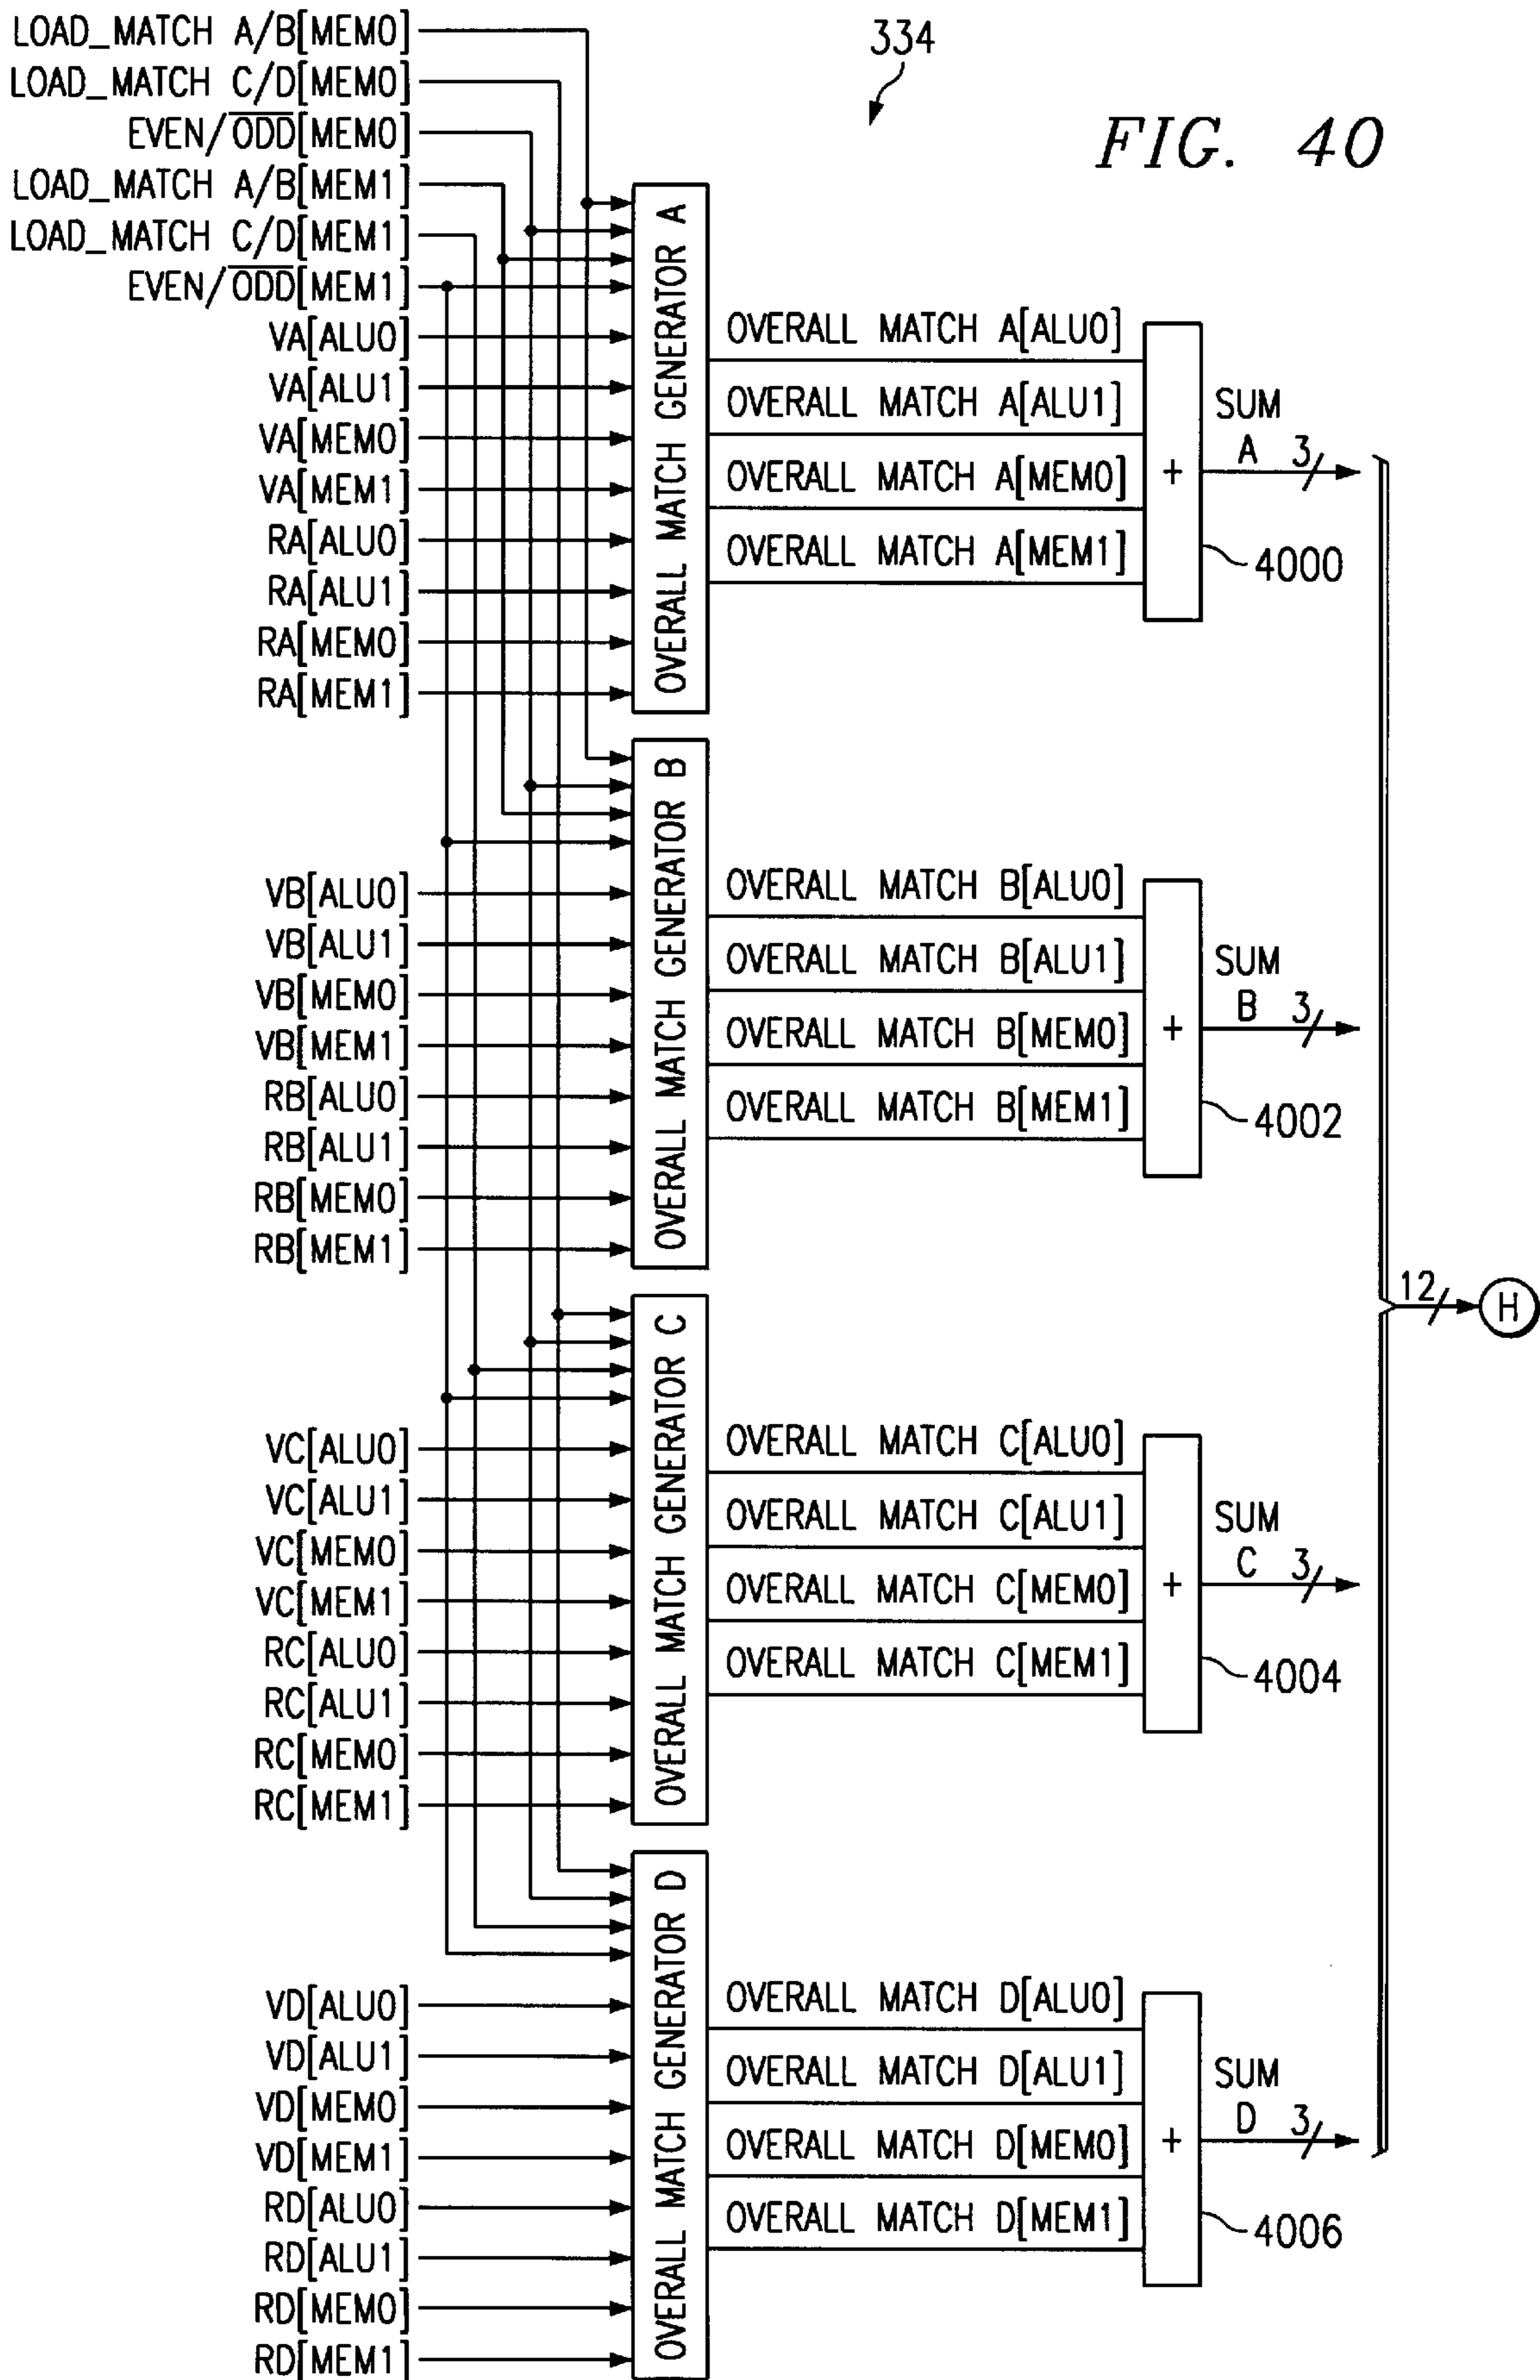 334
FIG. 40
LOAD_MATCH A/B[MEM0]
LOAD_MATCH C/D[MEM0]
EVEN/O̅D̅D̅[MEM0]
LOAD_MATCH A/B[MEM1]
LOAD_MATCH C/D[MEM1]
EVEN/O̅D̅D̅[MEM1]
VA[ALU0]
VA[ALU1]
VA[MEM0]
VA[MEM1]
RA[ALU0]
RA[ALU1]
RA[MEM0]
RA[MEM1]
OVERALL MATCH GENERATOR A
OVERALL MATCH A[ALU0]
OVERALL MATCH A[ALU1]
OVERALL MATCH A[MEM0]
OVERALL MATCH A[MEM1]
+
SUM
A 3
4000
VB[ALU0]
VB[ALU1]
VB[MEM0]
VB[MEM1]
RB[ALU0]
RB[ALU1]
RB[MEM0]
RB[MEM1]
OVERALL MATCH GENERATOR B
OVERALL MATCH B[ALU0]
OVERALL MATCH B[ALU1]
OVERALL MATCH B[MEM0]
OVERALL MATCH B[MEM1]
+
SUM
B 3
4002
12
H
VC[ALU0]
VC[ALU1]
VC[MEM0]
VC[MEM1]
RC[ALU0]
RC[ALU1]
RC[MEM0]
RC[MEM1]
OVERALL MATCH GENERATOR C
OVERALL MATCH C[ALU0]
OVERALL MATCH C[ALU1]
OVERALL MATCH C[MEM0]
OVERALL MATCH C[MEM1]
+
SUM
C 3
4004
VD[ALU0]
VD[ALU1]
VD[MEM0]
VD[MEM1]
RD[ALU0]
RD[ALU1]
RD[MEM0]
RD[MEM1]
OVERALL MATCH GENERATOR D
OVERALL MATCH D[ALU0]
OVERALL MATCH D[ALU1]
OVERALL MATCH D[MEM0]
OVERALL MATCH D[MEM1]
+
SUM
D 3
4006